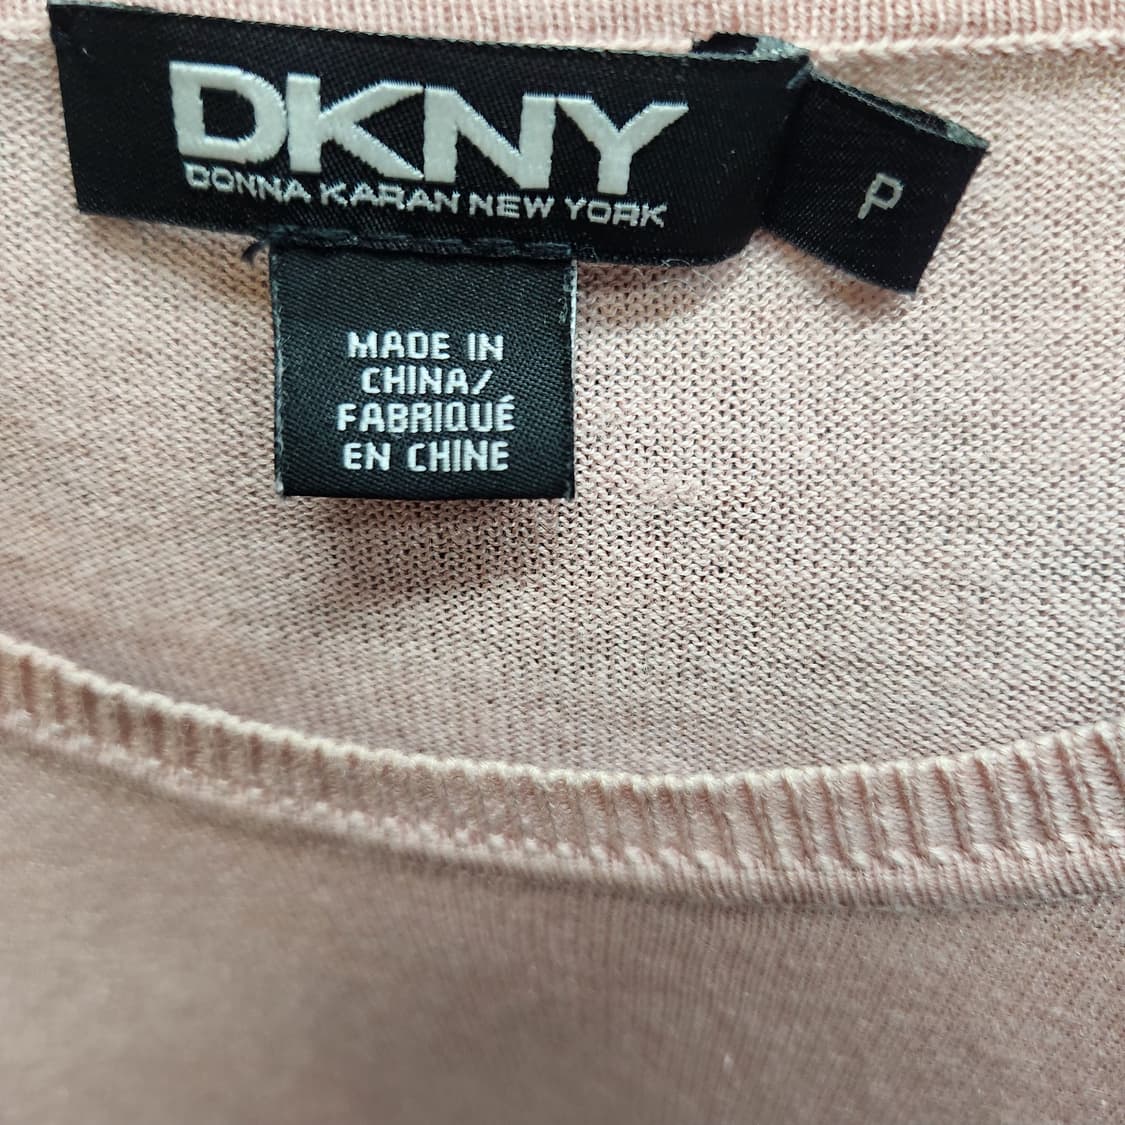 DKNY
DONNA KARAN NEW YORK
P
MADE IN
CHINA/
FABRIQUÉ
EN CHINE